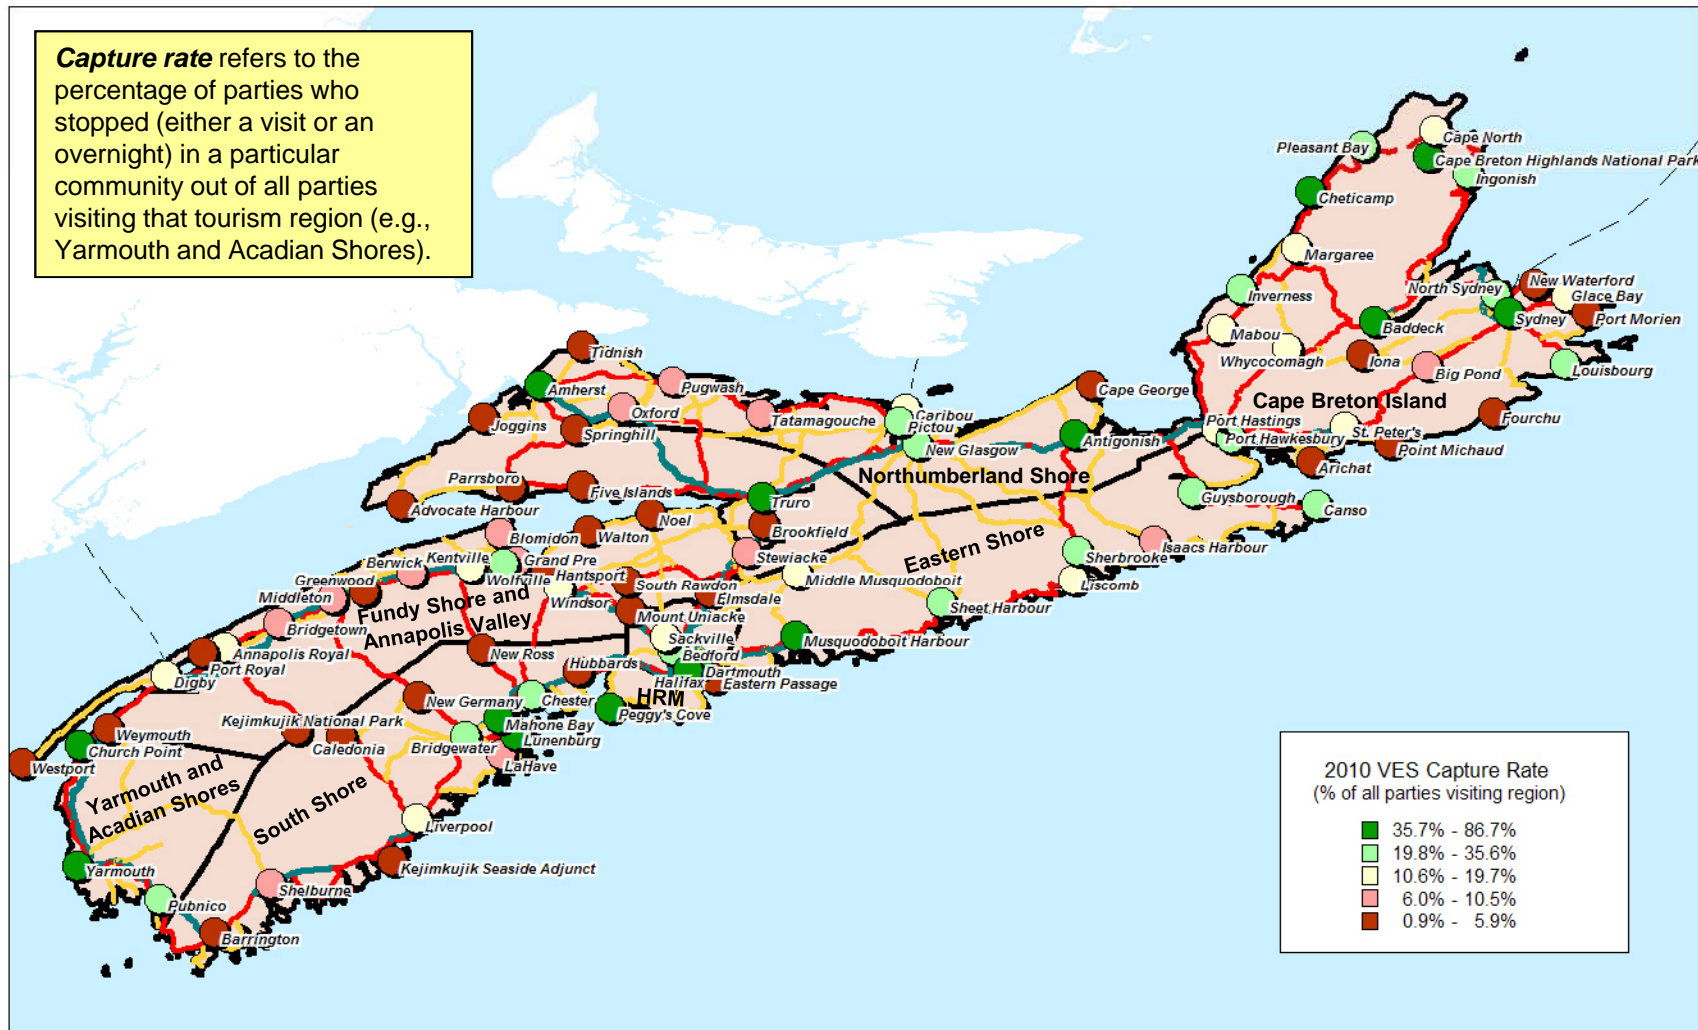 Capture rate refers to the
percentage of parties who
stopped (either a visit or an
overnight) in a particular
community out of all parties
visiting that tourism region (e.g.,
Yarmouth and Acadian Shores).
Cape North
Pleasant Bay
Cape Breton Highlands National Park
Ingonish
Cheticamp
Margaree
New Waterford
North Sydney
Glace Bay
Inverness
Sydney
Port Morien
Baddeck
Mabou
Whycocomagh
Iona
Big Pond
Louisbourg
Cape Breton Island
Fourchu
Port Hastings
St. Peter's
Port Hawkesbury
Point Michaud
Arichat
Tidnish
Amherst
Pugwash
Cape George
Oxford
Tatamagouche
Caribou
Pictou
Joggins
Springhill
New Glasgow
Antigonish
Northumberland Shore
Parrsboro
Five Islands
Truro
Guysborough
Canso
Advocate Harbour
Noel
Brookfield
Blomidon
Walton
Eastern Shore
Isaacs Harbour
Kentville
Grand Pre
Stewiacke
Sherbrooke
Berwick
Wolfville
Hantsport
Middle Musquodoboit
Liscomb
Greenwood
South Rawdon
Middleton
Windsor
Elmsdale
Sheet Harbour
Fundy Shore and
Annapolis Valley
Mount Uniacke
Bridgetown
Sackville
Musquodoboit Harbour
Annapolis Royal
New Ross
Bedford
Port Royal
Hubbards
Dartmouth
Digby
Halifax
Eastern Passage
New Germany
Chester
HRM
Peggy's Cove
Kejimkujik National Park
Mahone Bay
Weymouth
Caledonia
Bridgewater
Lunenburg
Church Point
LaHave
Westport
Yarmouth and
Acadian Shores
South Shore
Liverpool
Yarmouth
Kejimkujik Seaside Adjunct
Shelburne
Pubnico
Barrington
2010 VES Capture Rate
(% of all parties visiting region)
35.7% - 86.7%
19.8% - 35.6%
10.6% - 19.7%
6.0% - 10.5%
0.9% - 5.9%